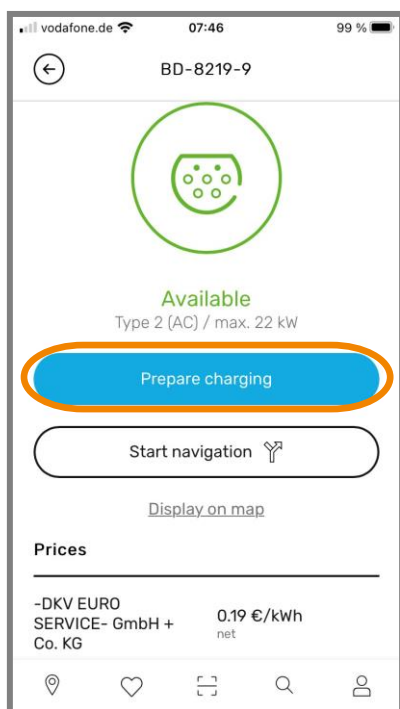 vodafone.de 07:46 99 %
BD-8219-9
Available
Type 2 (AC) / max. 22 kW
Prepare charging
Start navigation
Display on map
Prices
-DKV EURO
SERVICE- GmbH +
Co. KG
0.19 €/kWh
net